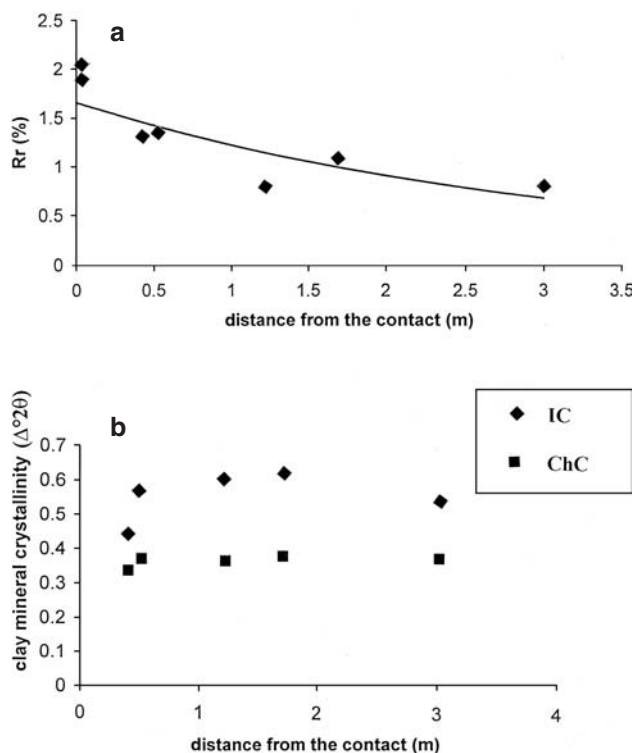 a
2.5
2
1.5
1
0.5
0
Rr (%)
0 0.5 1 1.5 2 2.5 3 3.5
distance from the contact (m)
b
IC
ChC
0.7
0.6
0.5
0.4
0.3
0.2
0.1
0
clay mineral crystallinity (Δ°2θ)
0 1 2 3 4
distance from the contact (m)